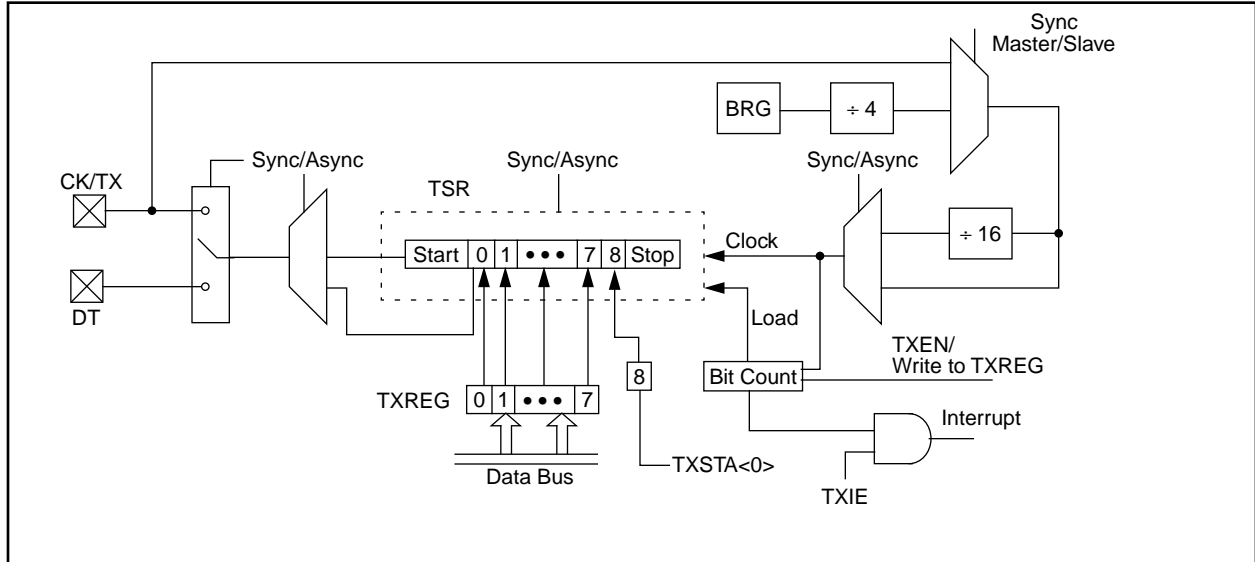 Sync
Master/Slave
BRG
÷ 4
Sync/Async
Sync/Async
Sync/Async
CK/TX
TSR
÷ 16
Clock
Start 0 1 ••• 7 8 Stop
DT
Load
TXEN/
Write to TXREG
8
Bit Count
TXREG 0 1 ••• 7
Interrupt
TXSTA<0>
Data Bus
TXIE